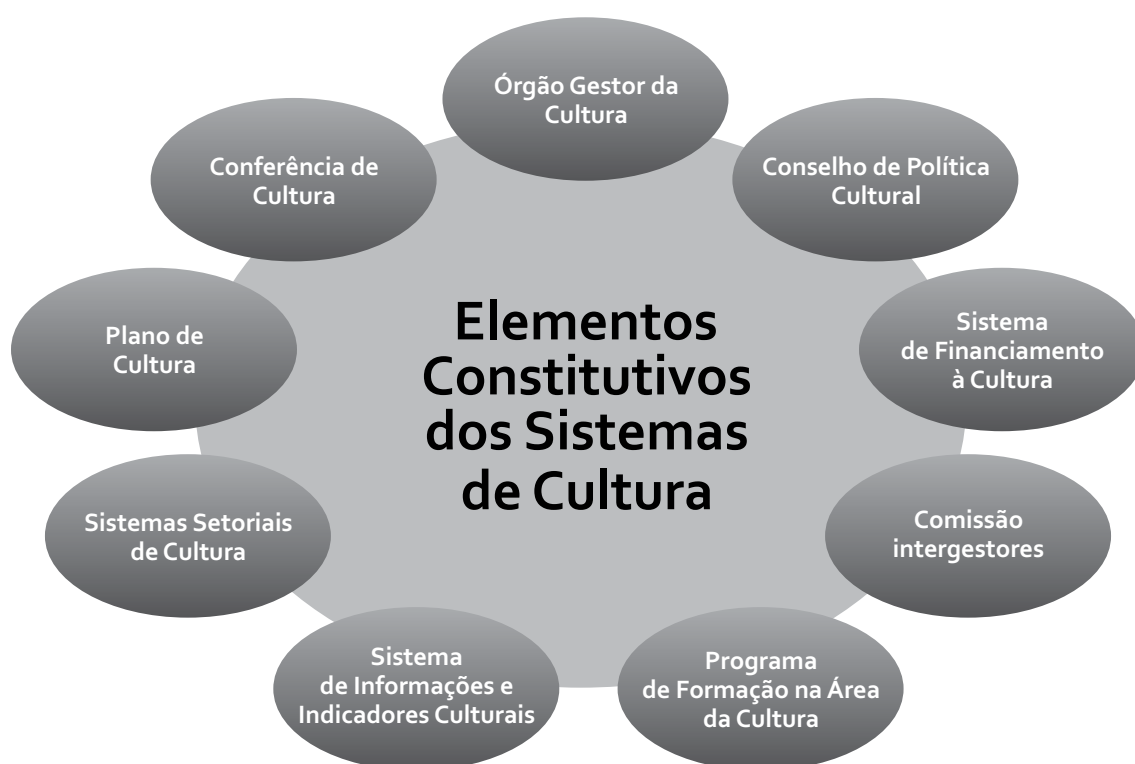 Órgão Gestor da
Cultura
Conferência de
Cultura
Conselho de Política
Cultural
Plano de
Cultura
Elementos
Constitutivos
dos Sistemas
de Cultura
Sistema
de Financiamento
à Cultura
Sistemas Setoriais
de Cultura
Comissão
intergestores
Sistema
de Informações e
Indicadores Culturais
Programa
de Formação na Área
da Cultura